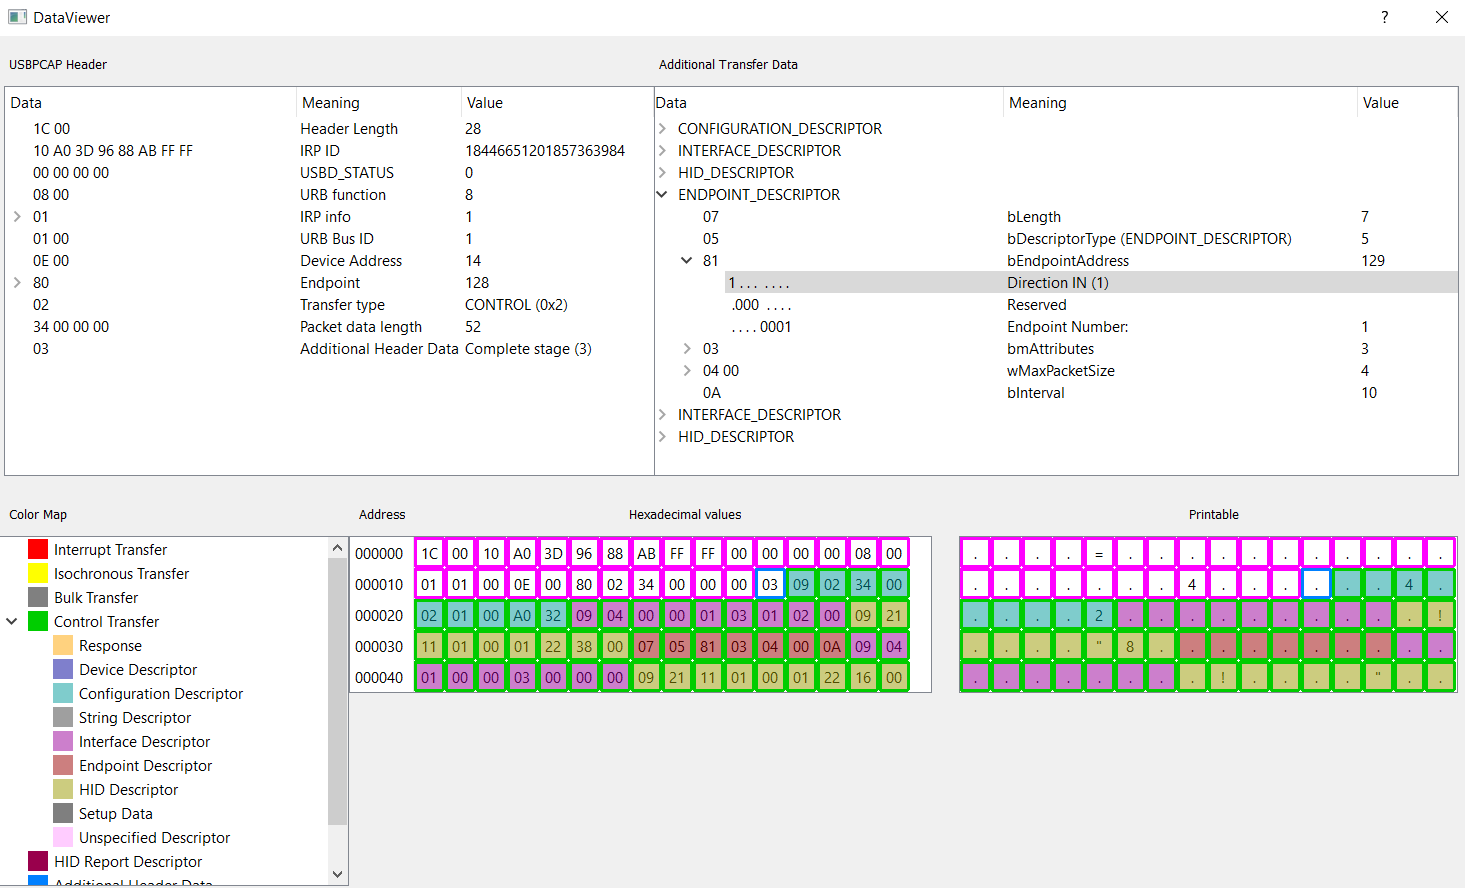 DataViewer ?
USBPCAP Header
Additional Transfer Data
Data Meaning Value
1C 00 Header Length 28
10 A0 3D 96 88 AB FF FF IRP ID 18446651201857363984
00 00 00 00 USBD_STATUS 0
08 00 URB function 8
01 IRP info 1
01 00 URB Bus ID 1
0E 00 Device Address 14
80 Endpoint 128
02 Transfer type CONTROL (0x2)
34 00 00 00 Packet data length 52
03 Additional Header Data Complete stage (3)
Data Meaning Value
CONFIGURATION_DESCRIPTOR
INTERFACE_DESCRIPTOR
HID_DESCRIPTOR
ENDPOINT_DESCRIPTOR
07 bLength 7
05 bDescriptorType (ENDPOINT_DESCRIPTOR) 5
81 bEndpointAddress 129
1 . . .  . . . . Direction IN (1)
.000  . . . . Reserved
. . . . 0001 Endpoint Number: 1
03 bmAttributes 3
04 00 wMaxPacketSize 4
0A bInterval 10
INTERFACE_DESCRIPTOR
HID_DESCRIPTOR
Color Map
Interrupt Transfer
Isochronous Transfer
Bulk Transfer
Control Transfer
Response
Device Descriptor
Configuration Descriptor
String Descriptor
Interface Descriptor
Endpoint Descriptor
HID Descriptor
Setup Data
Unspecified Descriptor
HID Report Descriptor
Additional Header Data
Address Hexadecimal values Printable
000000 1C 00 10 A0 3D 96 88 AB FF FF 00 00 00 00 08 00 . . . . = . . . . . . . . . . .
000010 01 01 00 0E 00 80 02 34 00 00 00 03 09 02 34 00 . . . . . . . 4 . . . . . . 4 .
000020 02 01 00 A0 32 09 04 00 00 01 03 01 02 00 09 21 . . . . 2 . . . . . . . . . . !
000030 11 01 00 01 22 38 00 07 05 81 03 04 00 0A 09 04 . . . . " 8 . . . . . . . . . .
000040 01 00 00 03 00 00 00 09 21 11 01 00 01 22 16 00 . . . . . . . . ! . . . . " . .